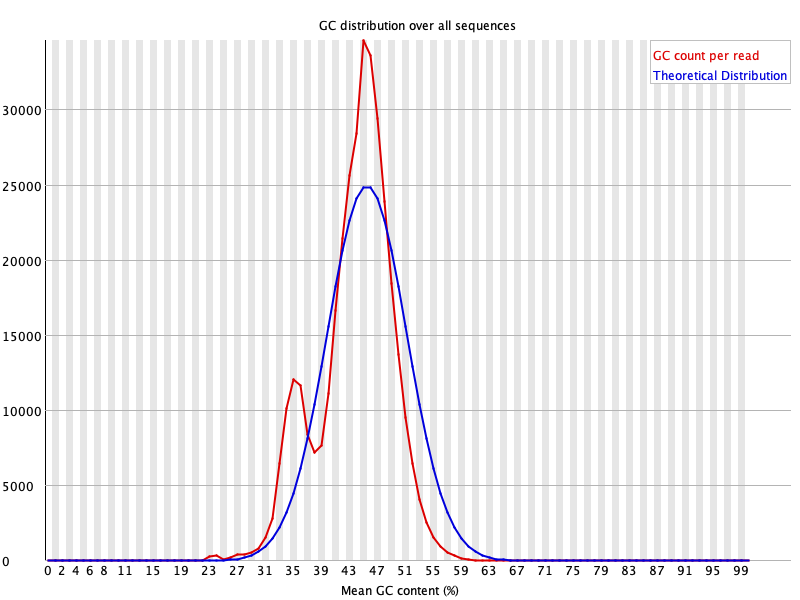 GC distribution over all sequences
GC count per read
Theoretical Distribution
30000
25000
20000
15000
10000
5000
0
0 2 4 6 8 11 15 19 23 27 31 35 39 43 47 51 55 59 63 67 71 75 79 83 87 91 95 99
Mean GC content (%)